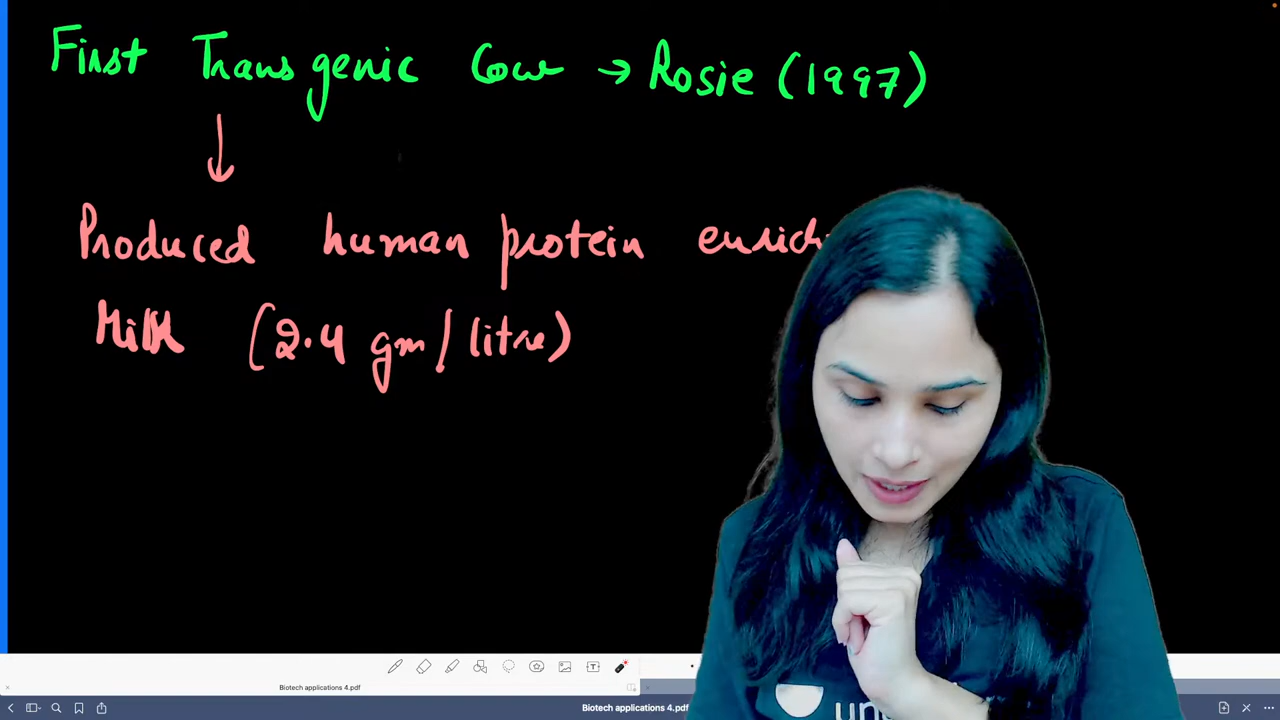 First Transgenic Cow → Rosie (1997)
↓
Produced human protein enrich
Milk (2.4 gm/litre)
Biotech applications 4.pdf
Biotech applications 4.pdf